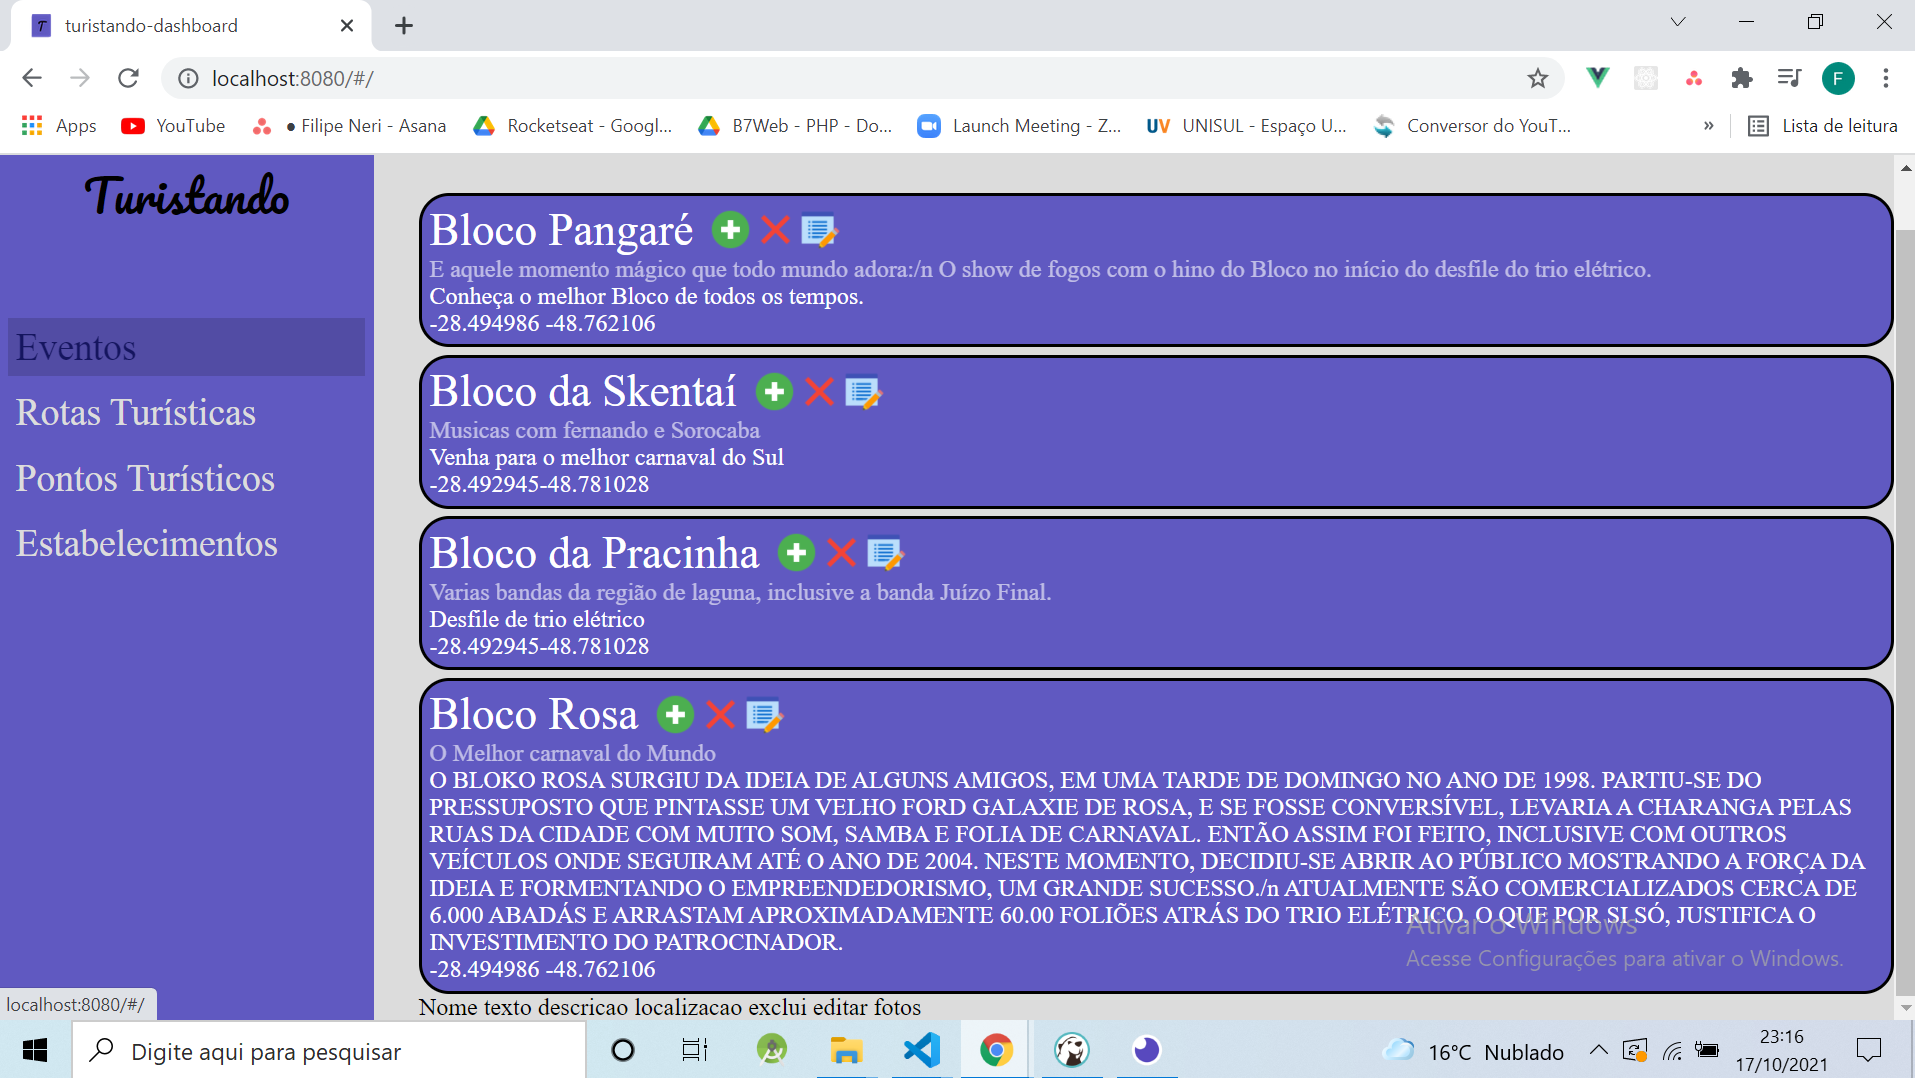 turistando-dashboard
localhost:8080/#/
Apps
YouTube
● Filipe Neri - Asana
Rocketseat - Googl...
B7Web - PHP - Do...
Launch Meeting - Z...
UNISUL - Espaço U...
Conversor do YouT...
»
Lista de leitura
Turistando
Eventos
Rotas Turísticas
Pontos Turísticos
Estabelecimentos
Bloco Pangaré
E aquele momento mágico que todo mundo adora:/n O show de fogos com o hino do Bloco no início do desfile do trio elétrico.
Conheça o melhor Bloco de todos os tempos.
-28.494986 -48.762106
Bloco da Skentaí
Musicas com fernando e Sorocaba
Venha para o melhor carnaval do Sul
-28.492945-48.781028
Bloco da Pracinha
Varias bandas da região de laguna, inclusive a banda Juízo Final.
Desfile de trio elétrico
-28.492945-48.781028
Bloco Rosa
O Melhor carnaval do Mundo
O BLOKO ROSA SURGIU DA IDEIA DE ALGUNS AMIGOS, EM UMA TARDE DE DOMINGO NO ANO DE 1998. PARTIU-SE DO
PRESSUPOSTO QUE PINTASSE UM VELHO FORD GALAXIE DE ROSA, E SE FOSSE CONVERSÍVEL, LEVARIA A CHARANGA PELAS
RUAS DA CIDADE COM MUITO SOM, SAMBA E FOLIA DE CARNAVAL. ENTÃO ASSIM FOI FEITO, INCLUSIVE COM OUTROS
VEÍCULOS ONDE SEGUIRAM ATÉ O ANO DE 2004. NESTE MOMENTO, DECIDIU-SE ABRIR AO PÚBLICO MOSTRANDO A FORÇA DA
IDEIA E FORMENTANDO O EMPREENDEDORISMO, UM GRANDE SUCESSO./n ATUALMENTE SÃO COMERCIALIZADOS CERCA DE
6.000 ABADÁS E ARRASTAM APROXIMADAMENTE 60.00 FOLIÕES ATRÁS DO TRIO ELÉTRICO, O QUE POR SI SÓ, JUSTIFICA O
INVESTIMENTO DO PATROCINADOR.
-28.494986 -48.762106
Ativar o Windows
Acesse Configurações para ativar o Windows.
Nome texto descricao localizacao exclui editar fotos
localhost:8080/#/
Digite aqui para pesquisar
16°C Nublado
23:16
17/10/2021
F